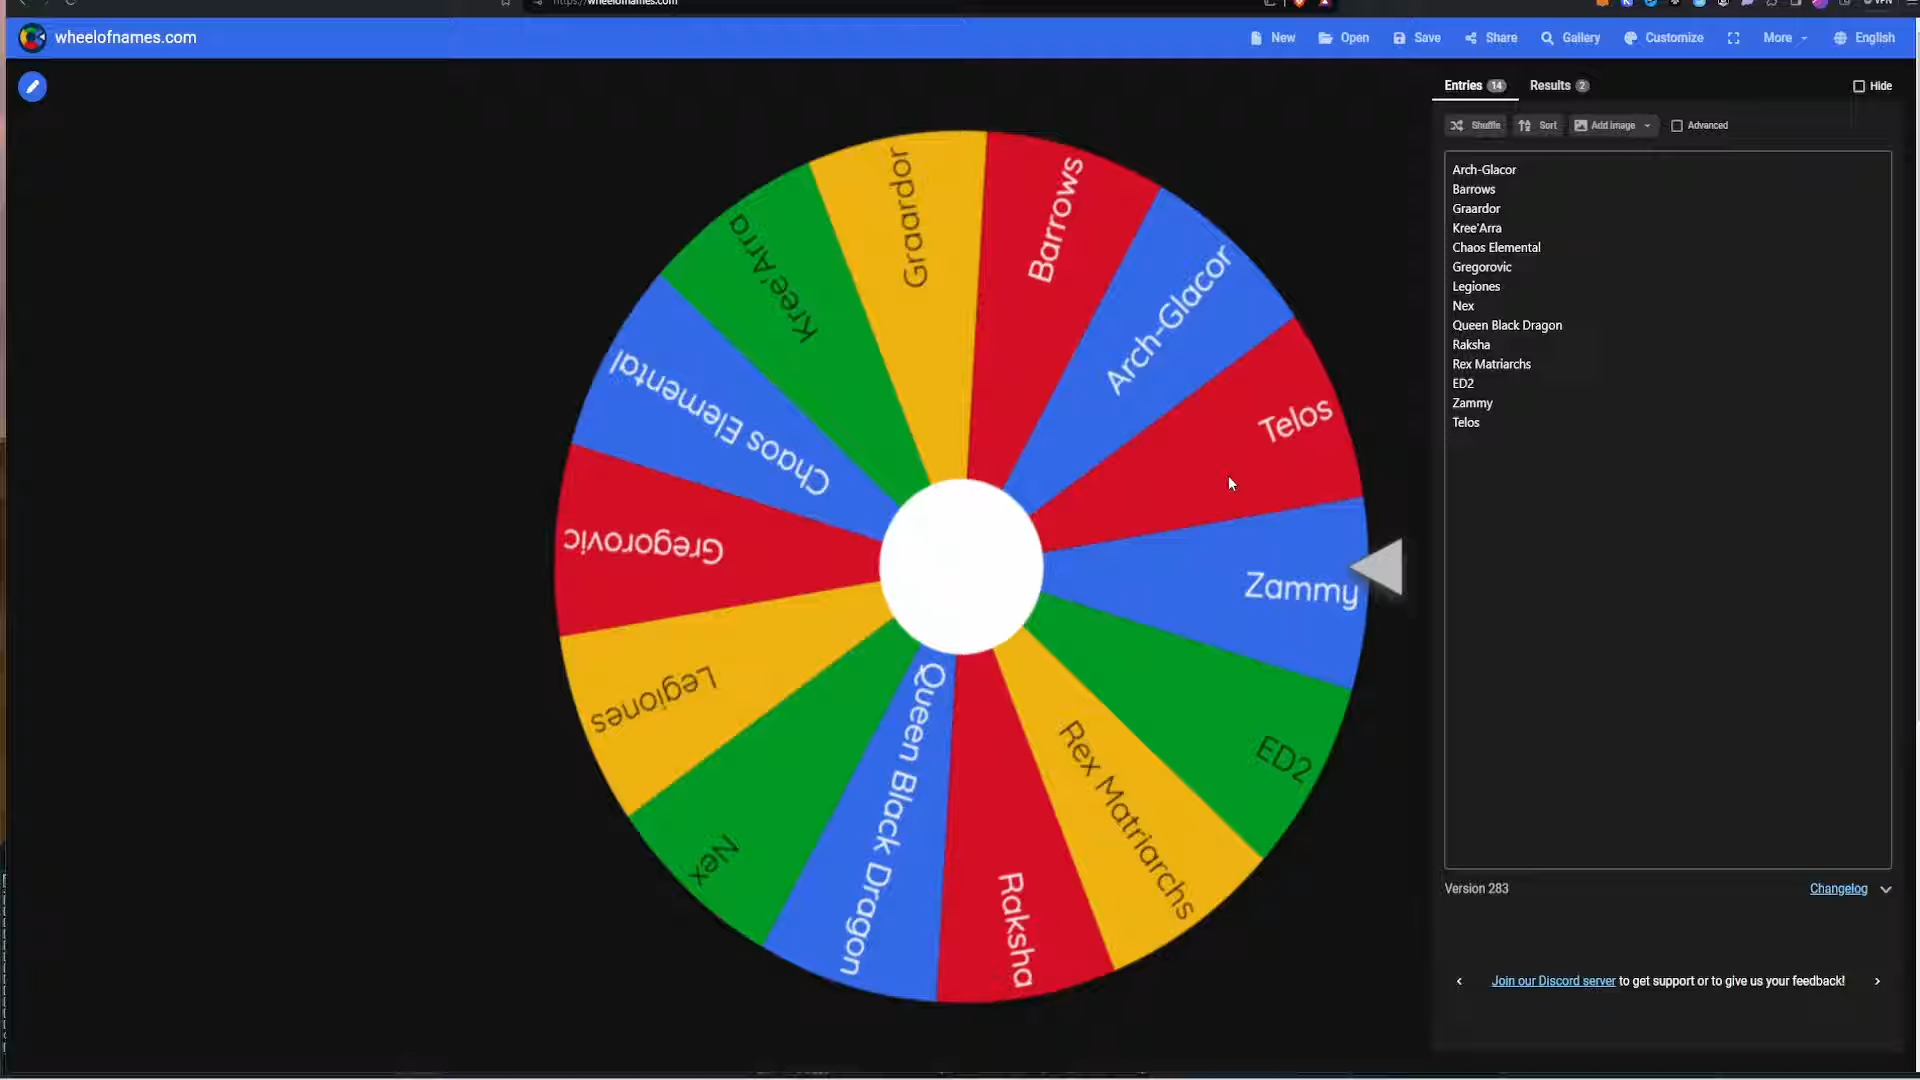 https://wheelofnames.com
VPN
wheelofnames.com
New
Open
Save
Share
Gallery
Customize
More
English
Entries 14
Results 2
Hide
Shuffle
Sort
Add image
Advanced
Arch-Glacor
Barrows
Graardor
Kree'Arra
Chaos Elemental
Gregorovic
Legiones
Nex
Queen Black Dragon
Raksha
Rex Matriarchs
ED2
Zammy
Telos
Graardor
Barrows
Kree'Arra
Arch-Glacor
Chaos Elemental
Telos
Gregorovic
Zammy
Legiones
ED2
Nex
Queen Black Dragon
Raksha
Rex Matriarchs
Version 283
Changelog
Join our Discord server to get support or to give us your feedback!